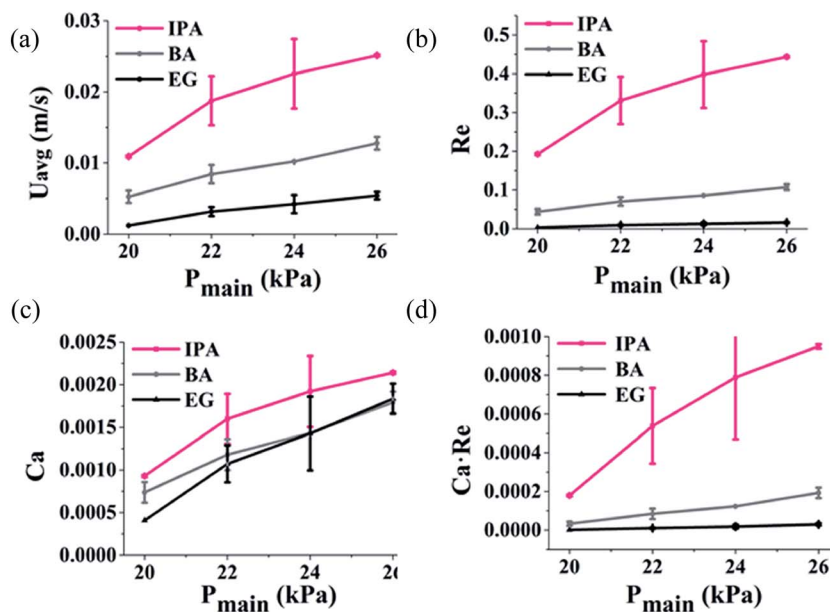 (a)
IPA
BA
EG
0.03
0.02
0.01
0.00
Uavg (m/s)
20 22 24 26
Pmain (kPa)
(b)
IPA
BA
EG
0.5
0.4
0.3
0.2
0.1
0.0
Re
20 22 24 26
Pmain (kPa)
(c)
IPA
BA
EG
0.0025
0.0020
0.0015
0.0010
0.0005
0.0000
Ca
20 22 24 26
Pmain (kPa)
(d)
IPA
BA
EG
0.0010
0.0008
0.0006
0.0004
0.0002
0.0000
Ca·Re
20 22 24 26
Pmain (kPa)